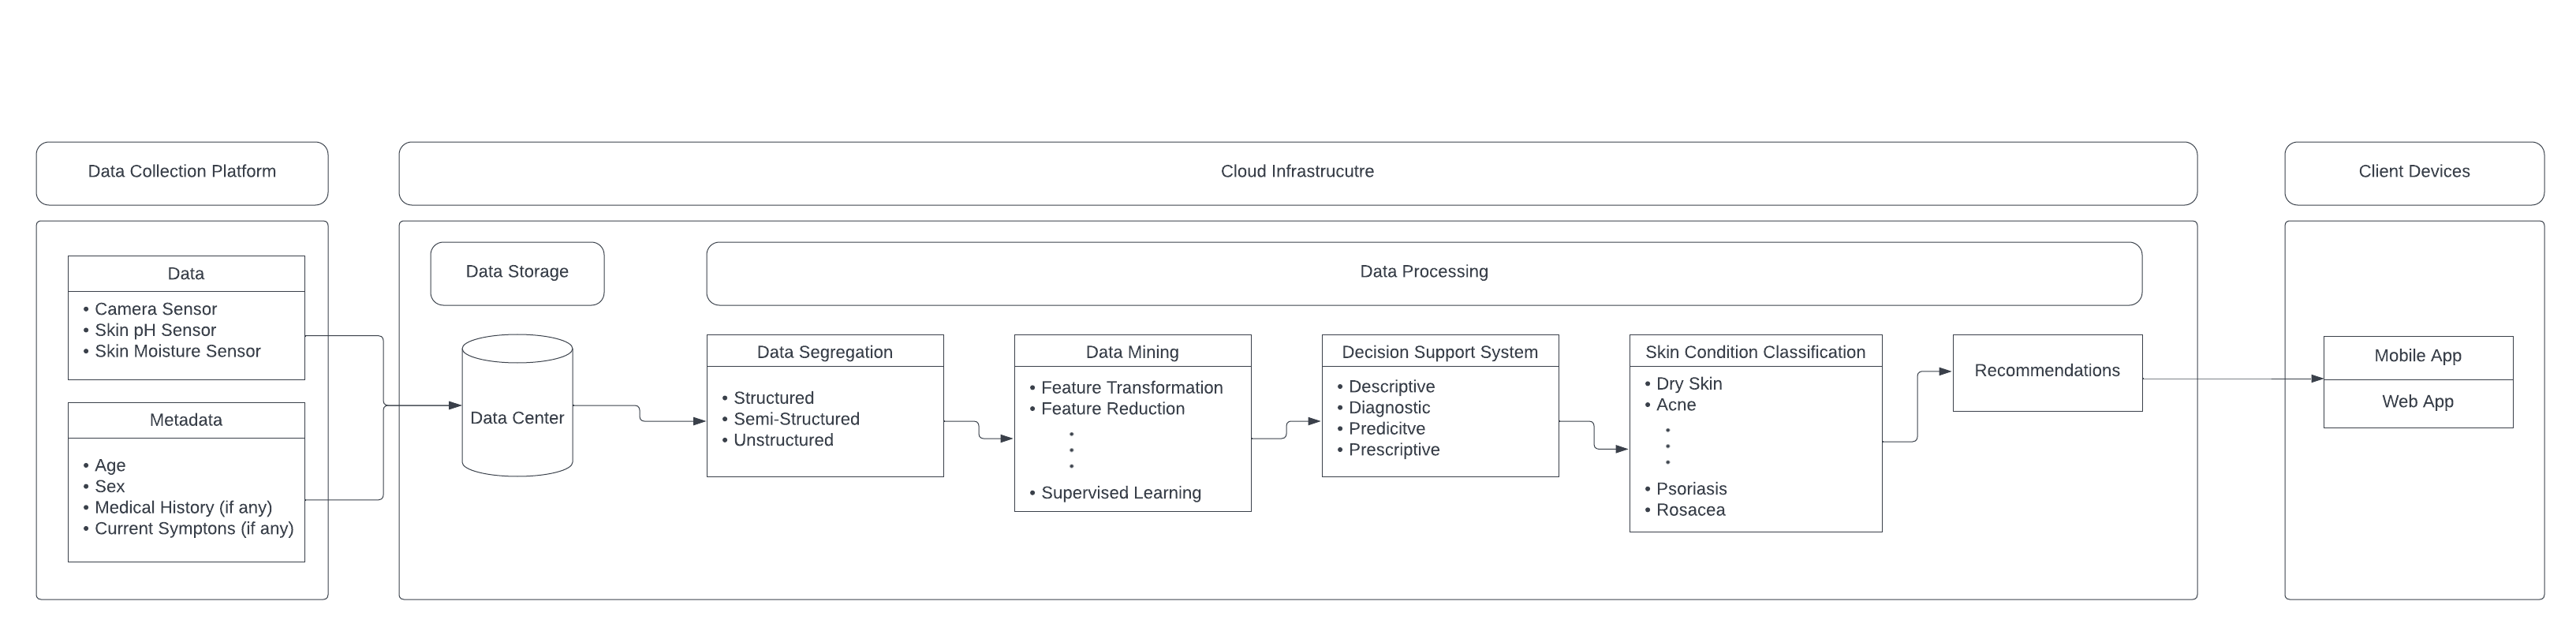 Data Collection Platform
Cloud Infrastrucutre
Client Devices
Data
• Camera Sensor
• Skin pH Sensor
• Skin Moisture Sensor
Metadata
• Age
• Sex
• Medical History (if any)
• Current Symptons (if any)
Data Storage
Data Center
Data Processing
Data Segregation
• Structured
• Semi-Structured
• Unstructured
Data Mining
• Feature Transformation
• Feature Reduction
•
•
•
• Supervised Learning
Decision Support System
• Descriptive
• Diagnostic
• Predicitve
• Prescriptive
Skin Condition Classification
• Dry Skin
• Acne
•
•
•
• Psoriasis
• Rosacea
Recommendations
Mobile App
Web App